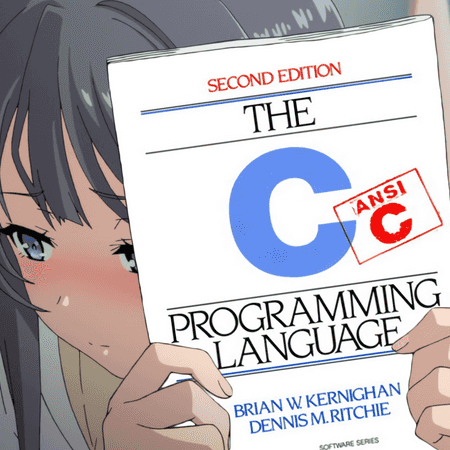 SECOND EDITION
THE
C
ANSI
C
PROGRAMMING
LANGUAGE
BRIAN W. KERNIGHAN
DENNIS M. RITCHIE
SOFTWARE SERIES